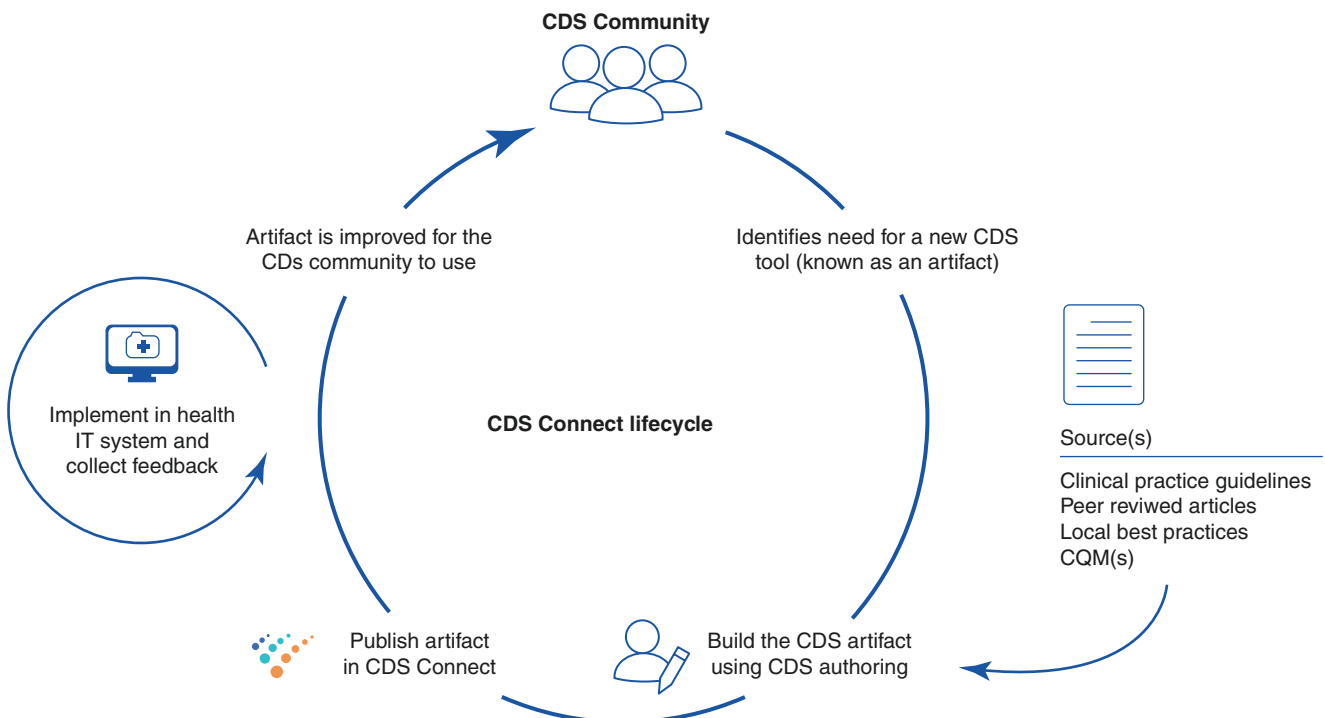 CDS Community
Artifact is improved for the
CDs community to use
Identifies need for a new CDS
tool (known as an artifact)
Implement in health
IT system and
collect feedback
CDS Connect lifecycle
Source(s)
Clinical practice guidelines
Peer reviwed articles
Local best practices
CQM(s)
Publish artifact
in CDS Connect
Build the CDS artifact
using CDS authoring